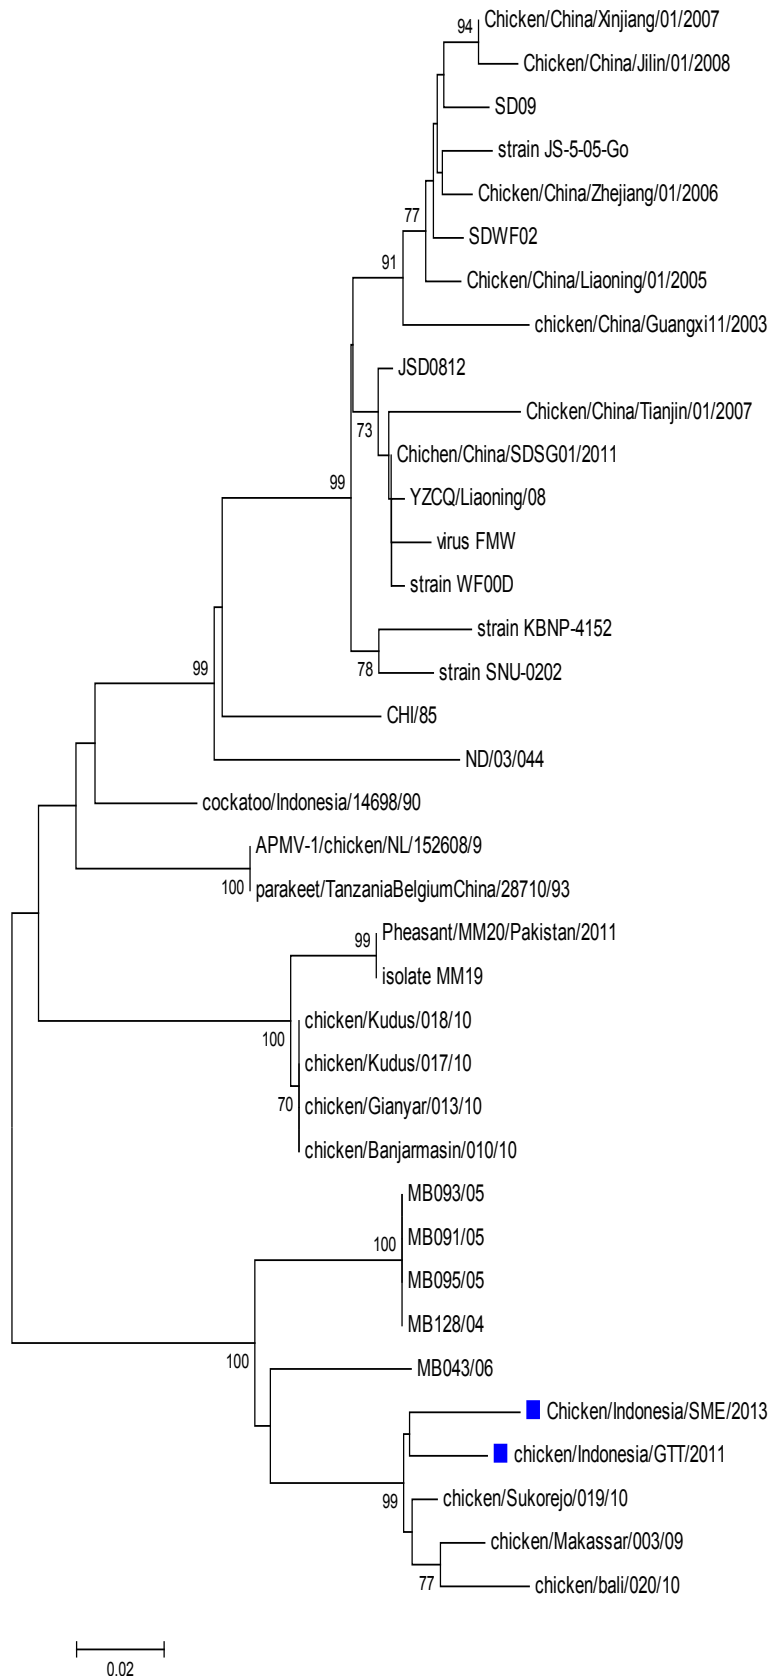 94
Chicken/China/Xinjiang/01/2007
Chicken/China/Jilin/01/2008
SD09
strain JS-5-05-Go
Chicken/China/Zhejiang/01/2006
77
SDWF02
91
Chicken/China/Liaoning/01/2005
chicken/China/Guangxi11/2003
JSD0812
Chicken/China/Tianjin/01/2007
73
Chichen/China/SDSG01/2011
99
YZCQ/Liaoning/08
virus FMW
strain WF00D
strain KBNP-4152
78
strain SNU-0202
99
CHI/85
ND/03/044
cockatoo/Indonesia/14698/90
APMV-1/chicken/NL/152608/9
100
parakeet/TanzaniaBelgiumChina/28710/93
Pheasant/MM20/Pakistan/2011
99
isolate MM19
chicken/Kudus/018/10
100
chicken/Kudus/017/10
70
chicken/Gianyar/013/10
chicken/Banjarmasin/010/10
MB093/05
MB091/05
100
MB095/05
MB128/04
100
MB043/06
Chicken/Indonesia/SME/2013
chicken/Indonesia/GTT/2011
99
chicken/Sukorejo/019/10
chicken/Makassar/003/09
77
chicken/bali/020/10
0.02